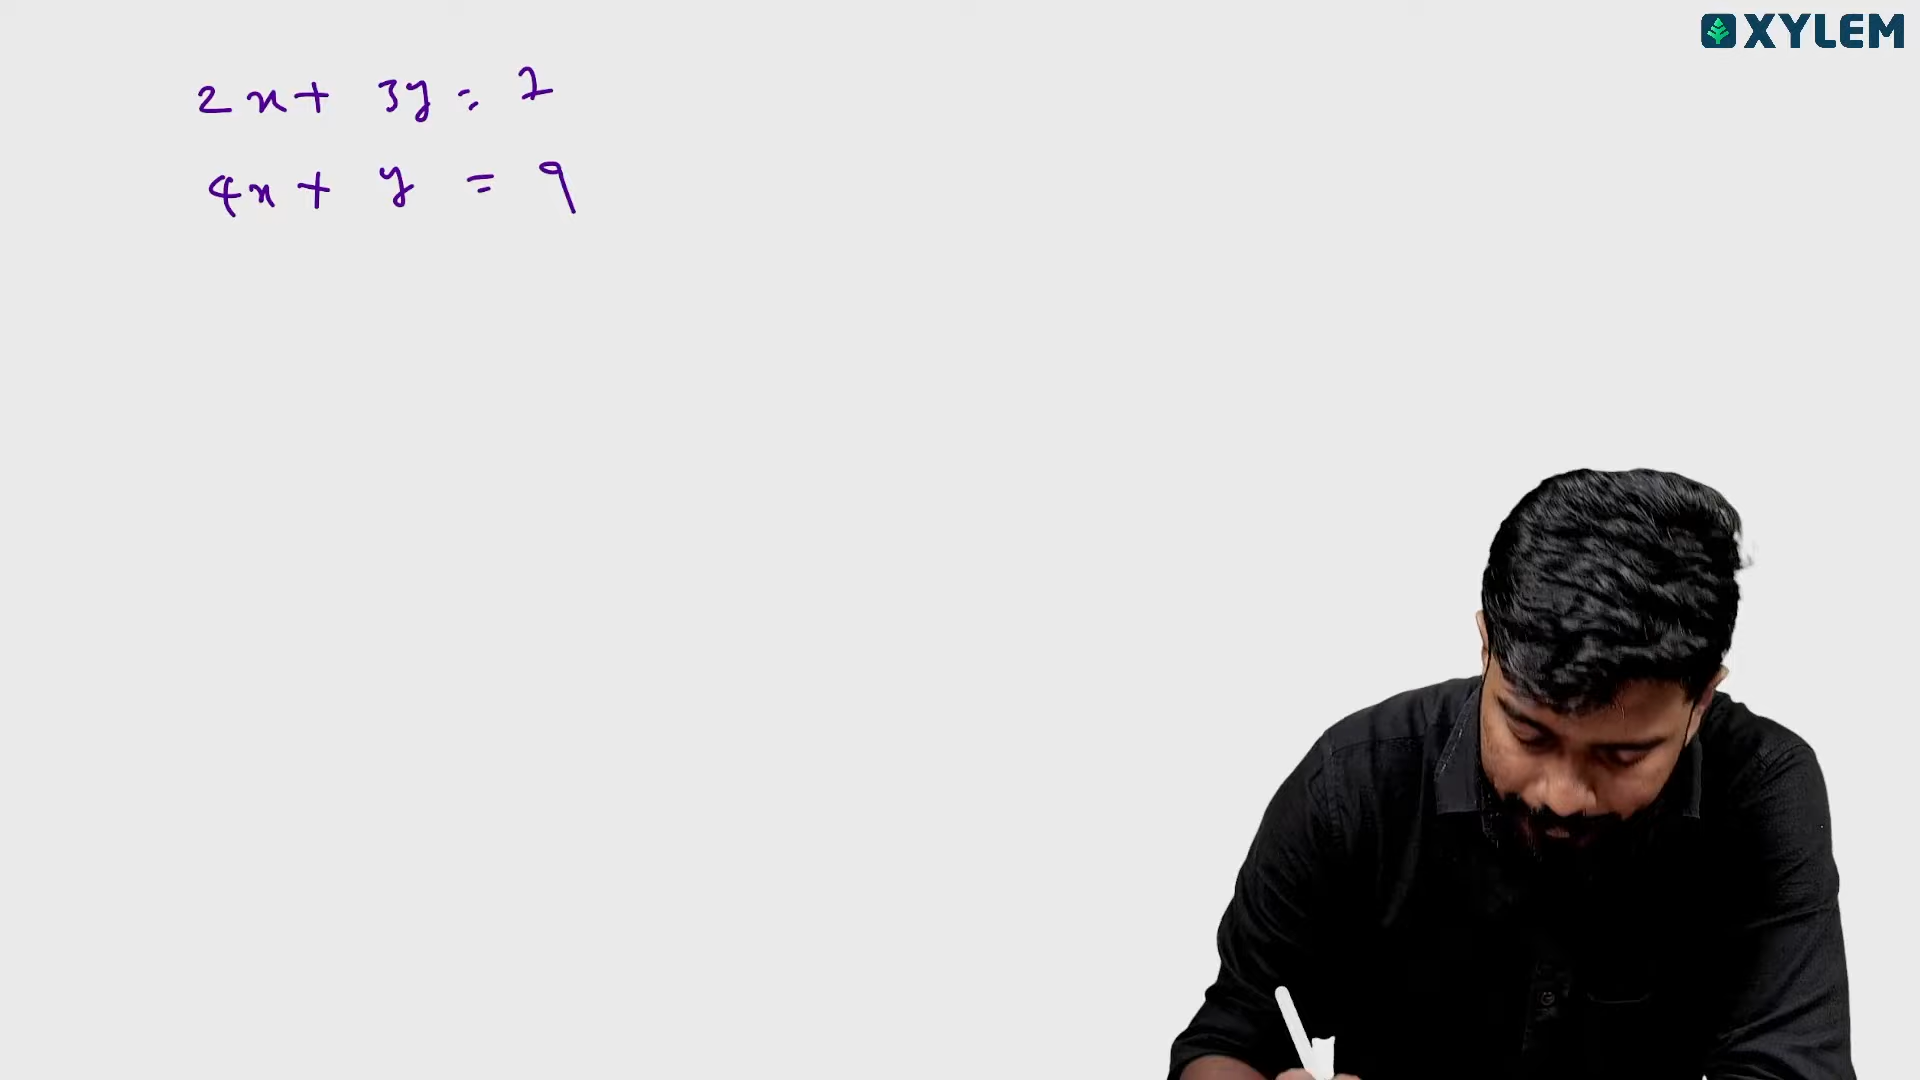 XYLEM
2x + 3y = 7
4x + y = 9